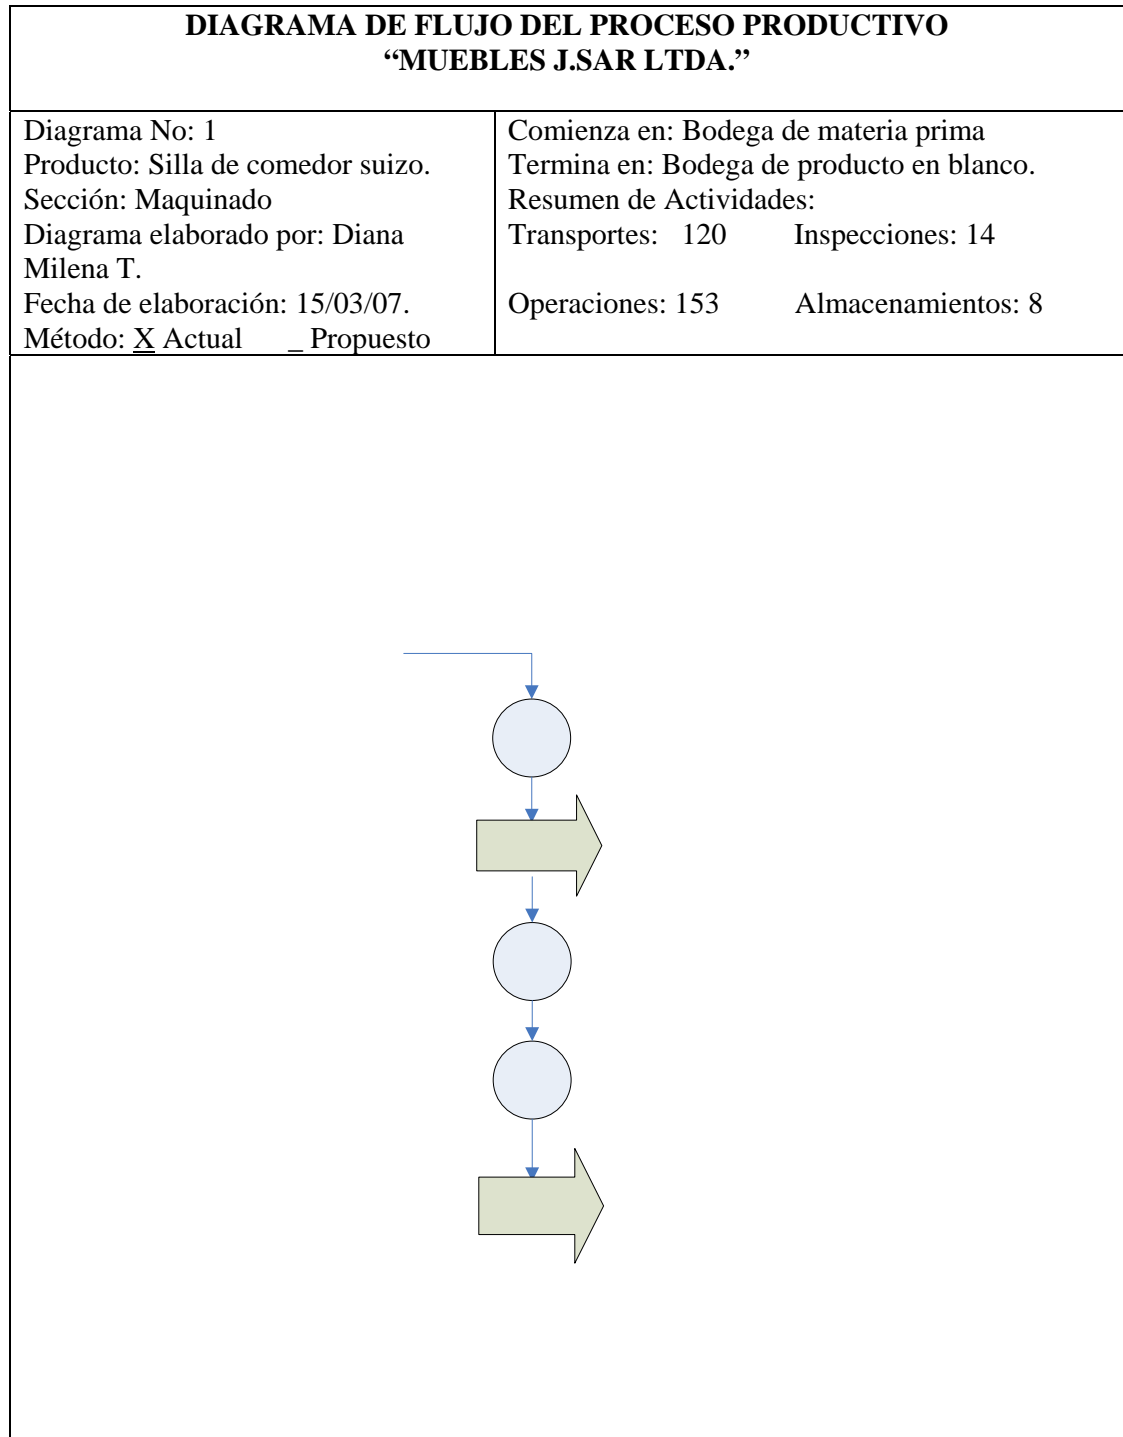 DIAGRAMA DE FLUJO DEL PROCESO PRODUCTIVO
“MUEBLES J.SAR LTDA.”
Diagrama No: 1
Producto: Silla de comedor suizo.
Sección: Maquinado
Diagrama elaborado por: Diana
Milena T.
Fecha de elaboración: 15/03/07.
Método: X Actual _ Propuesto
Comienza en: Bodega de materia prima
Termina en: Bodega de producto en blanco.
Resumen de Actividades:
Transportes: 120 Inspecciones: 14
Operaciones: 153 Almacenamientos: 8